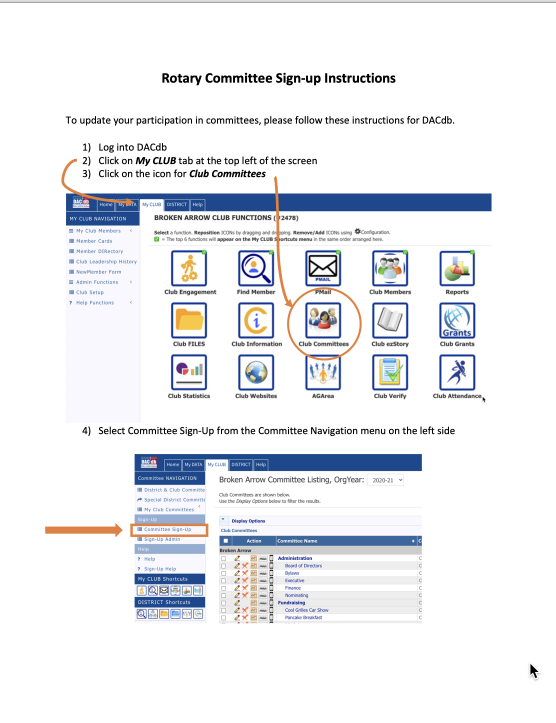 Rotary Committee Sign-up Instructions
To update your participation in committees, please follow these instructions for DACdb.
1) Log into DACdb
2) Click on My CLUB tab at the top left of the screen
3) Click on the icon for Club Committees
DAC db Home My DATA My CLUB DISTRICT Help
MY CLUB NAVIGATION
My Club Members
Member Cards
Member DIRectory
Club Leadership History
NewMember Form
Admin Functions
Club Setup
? Help Functions
BROKEN ARROW CLUB FUNCTIONS (#2478)
Select a function. Reposition ICONs by dragging and dropping. Remove/Add ICONs using Configuration.
= The top 6 functions will appear on the My CLUB Shortcuts menu in the same order arranged here.
PMAIL
Club Engagement Find Member PMail Club Members Reports
Grants
Club FILES Club Information Club Committees Club ezStory Club Grants
Club Statistics Club Websites AGArea Club Verify Club Attendance
4) Select Committee Sign-Up from the Committee Navigation menu on the left side
DAC db Home My DATA My CLUB DISTRICT Help
Committee NAVIGATION
District & Club Committe
Special District Committe
My Club Committees
Sign-Up
Committee Sign-Up
Sign-Up Admin
Help
? Help
? Sign-Up Help
My CLUB Shortcuts
DISTRICT Shortcuts
Broken Arrow Committee Listing, OrgYear: 2020-21
Club Committees are shown below.
Use the Display Options below to filter the results.
Display Options
Club Committees
Action Committee Name C
Broken Arrow
Administration
Board of Directors
Bylaws
Executive
Finance
Nominating
Fundraising
Cool Grilles Car Show
Pancake Breakfast